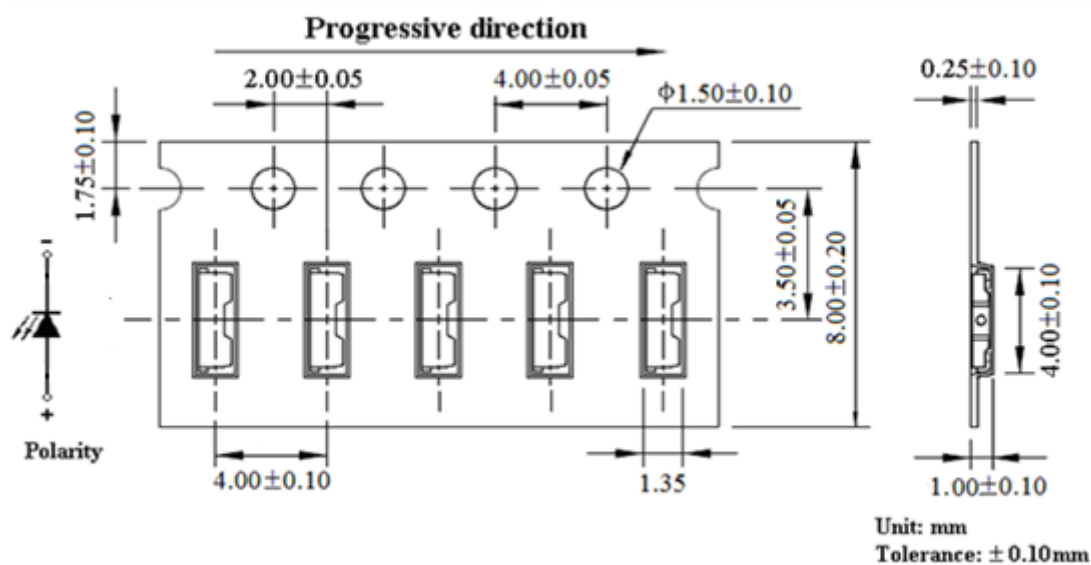 Progressive direction
2.00±0.05
4.00±0.05
0.25±0.10
ϕ1.50±0.10
1.75±0.10
3.50±0.05
8.00±0.20
4.00±0.10
-
+
Polarity
4.00±0.10
1.35
1.00±0.10
Unit: mm
Tolerance: ±0.10mm